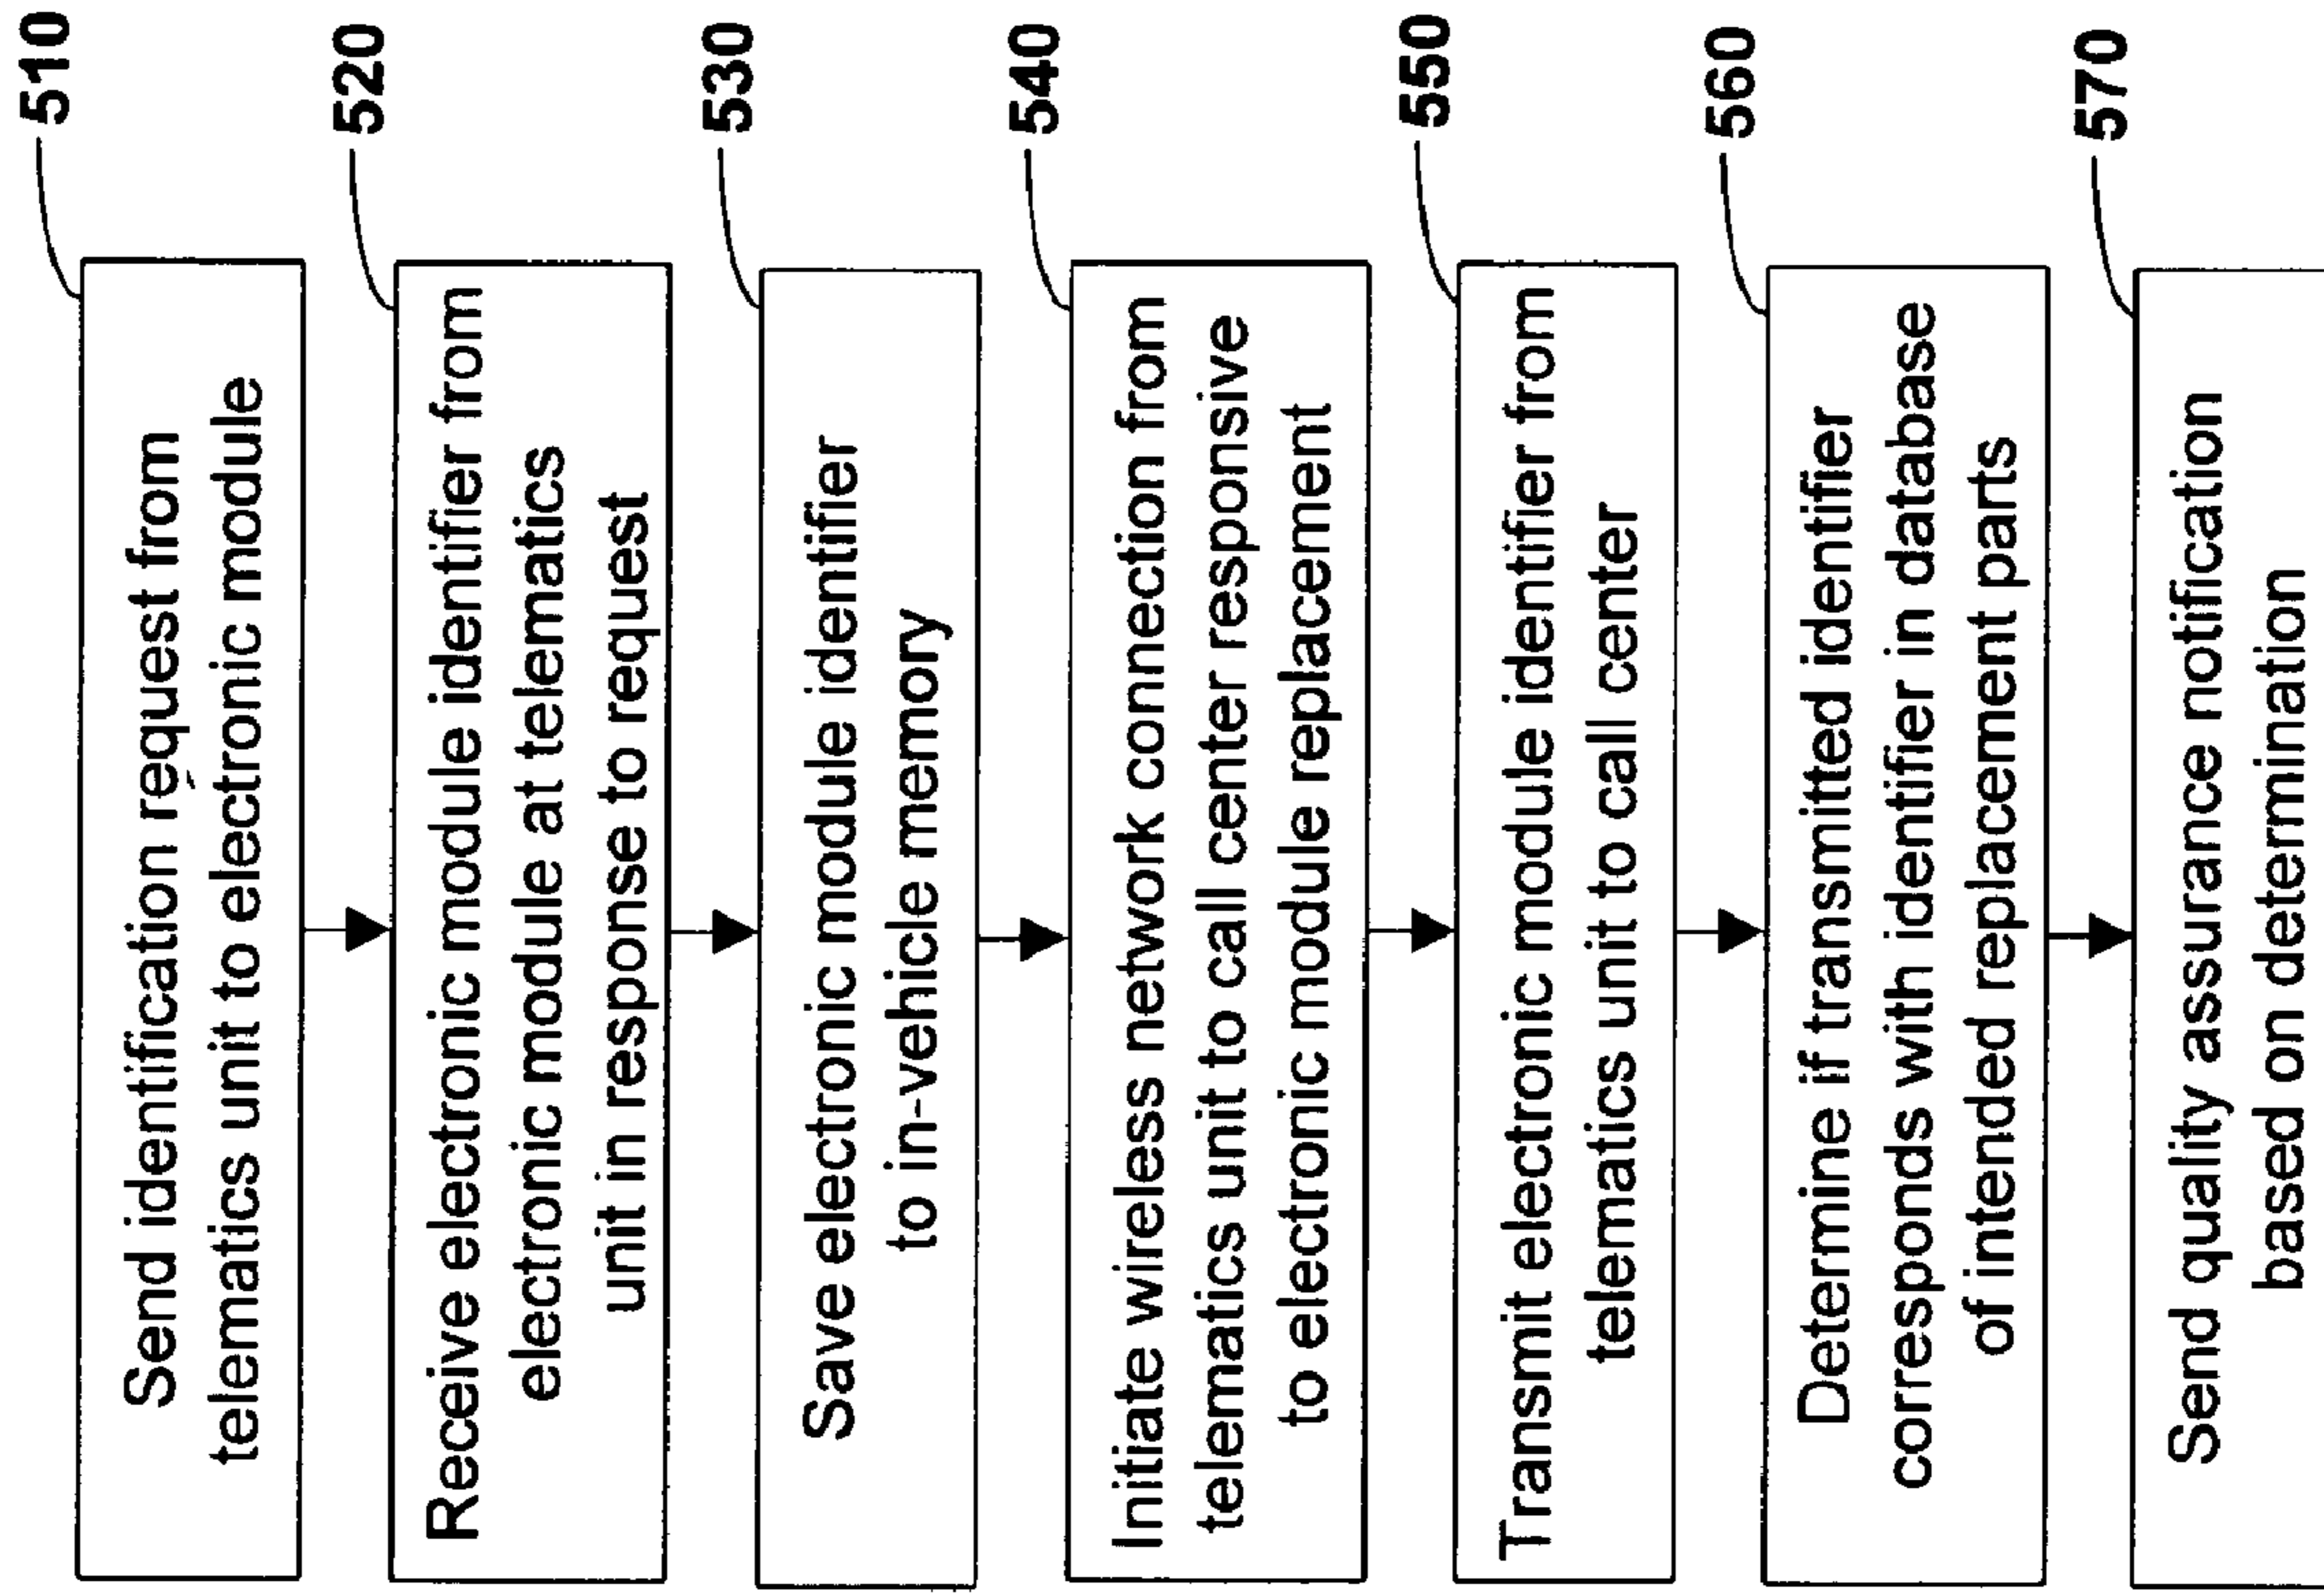 510
Send identification request from
telematics unit to electronic module
520
Receive electronic module identifier from
electronic module at telematics
unit in response to request
530
Save electronic module identifier
to in-vehicle memory
540
Initiate wireless network connection from
telematics unit to call center responsive
to electronic module replacement
550
Transmit electronic module identifier from
telematics unit to call center
560
Determine if transmitted identifier
corresponds with identifier in database
of intended replacement parts
570
Send quality assurance notification
based on determination